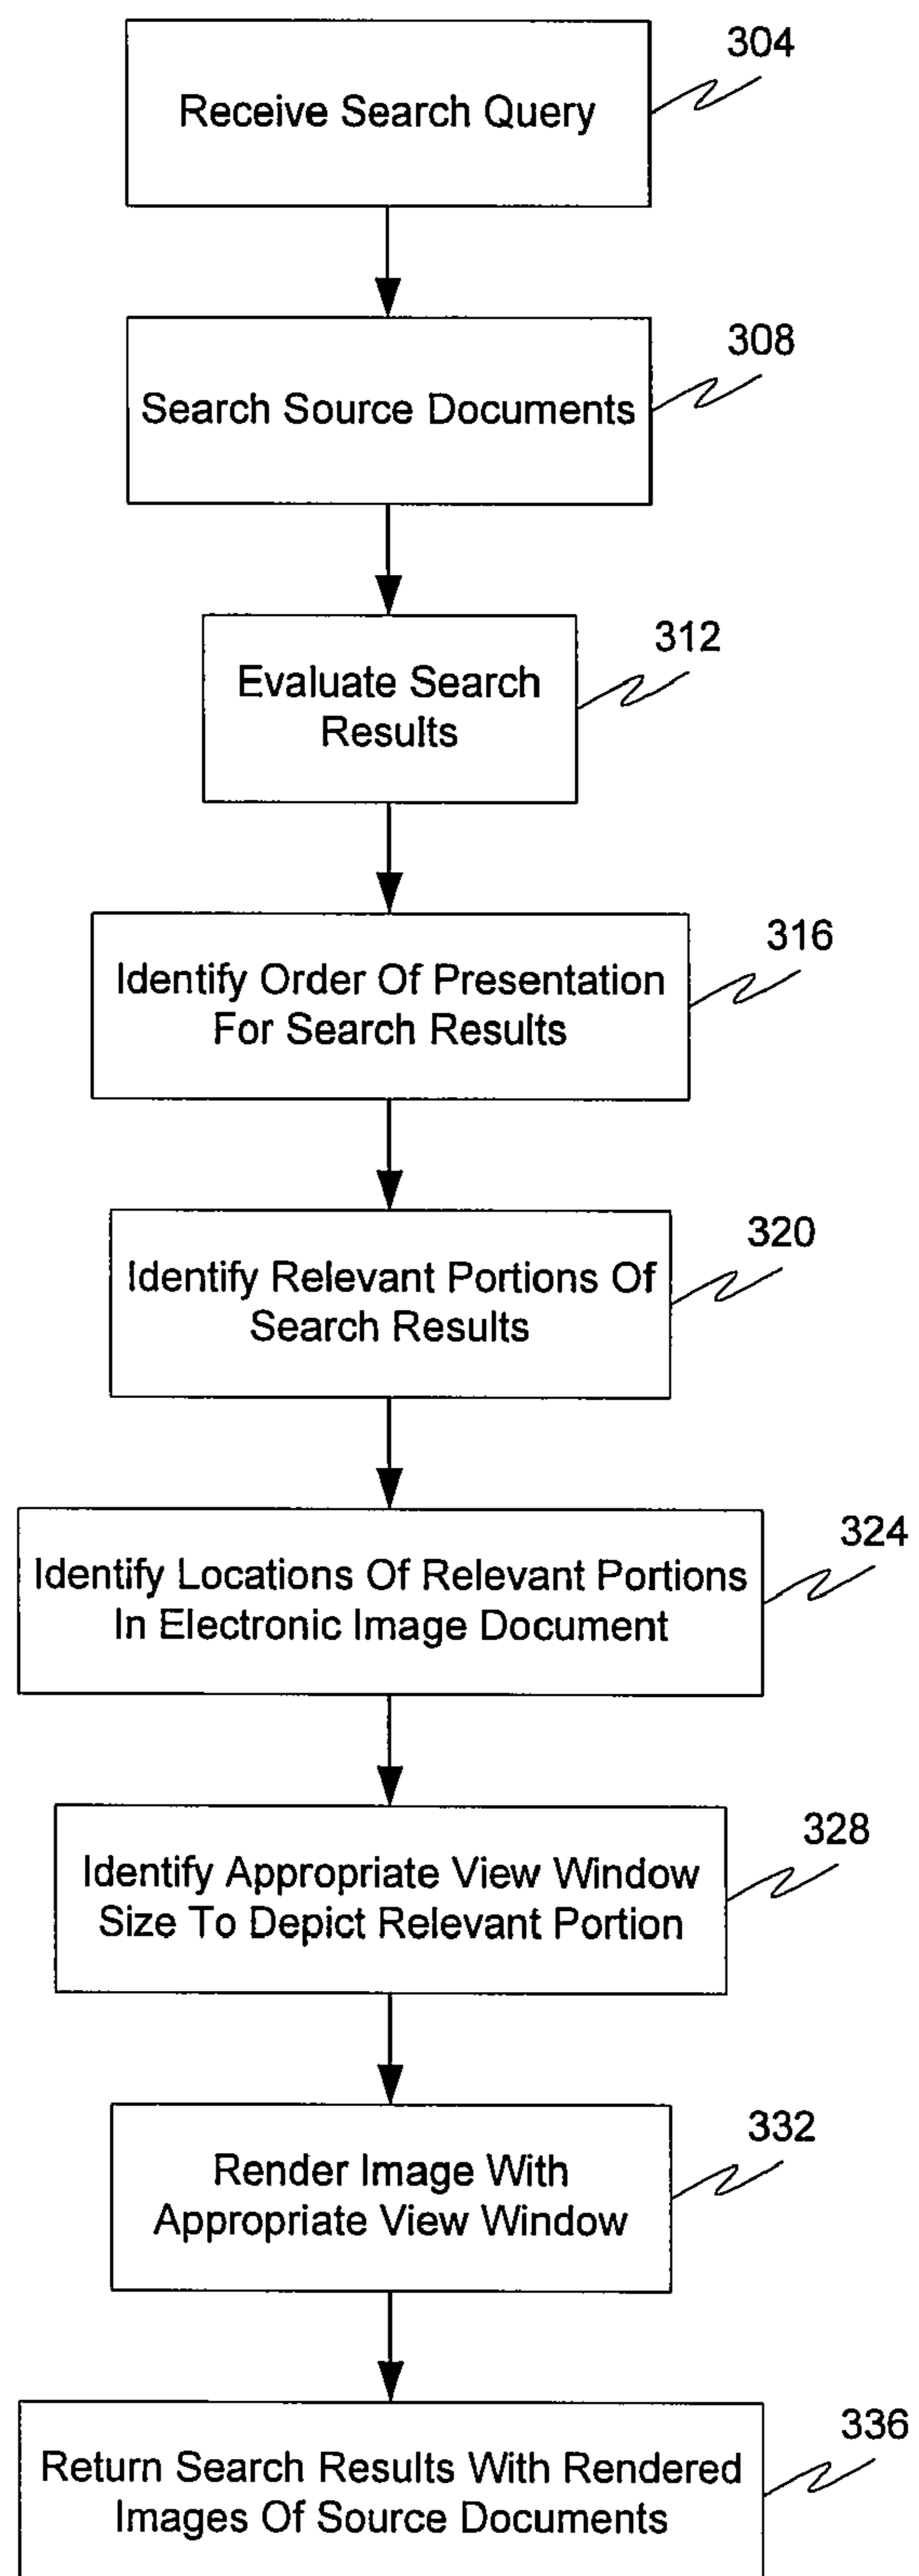 304
Receive Search Query
308
Search Source Documents
312
Evaluate Search
Results
316
Identify Order Of Presentation
For Search Results
320
Identify Relevant Portions Of
Search Results
324
Identify Locations Of Relevant Portions
In Electronic Image Document
328
Identify Appropriate View Window
Size To Depict Relevant Portion
332
Render Image With
Appropriate View Window
336
Return Search Results With Rendered
Images Of Source Documents